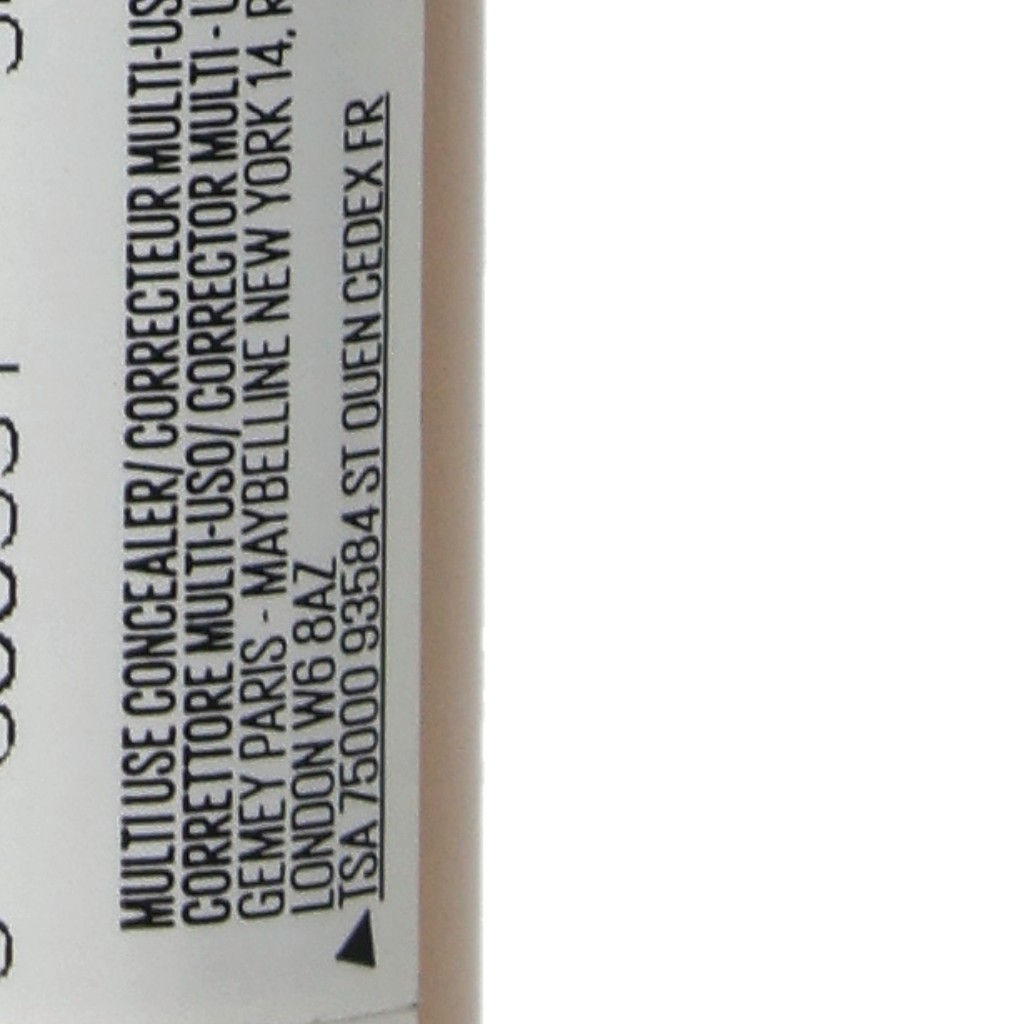 MULTI USE CONCEALER/ CORRECTEUR MULTI-US
CORRETTORE MULTI-USO/ CORRECTOR MULTI -
GEMEY PARIS - MAYBELLINE NEW YORK 14, R
LONDON W6 8AZ
TSA 75000 93584 ST OUEN CEDEX FR